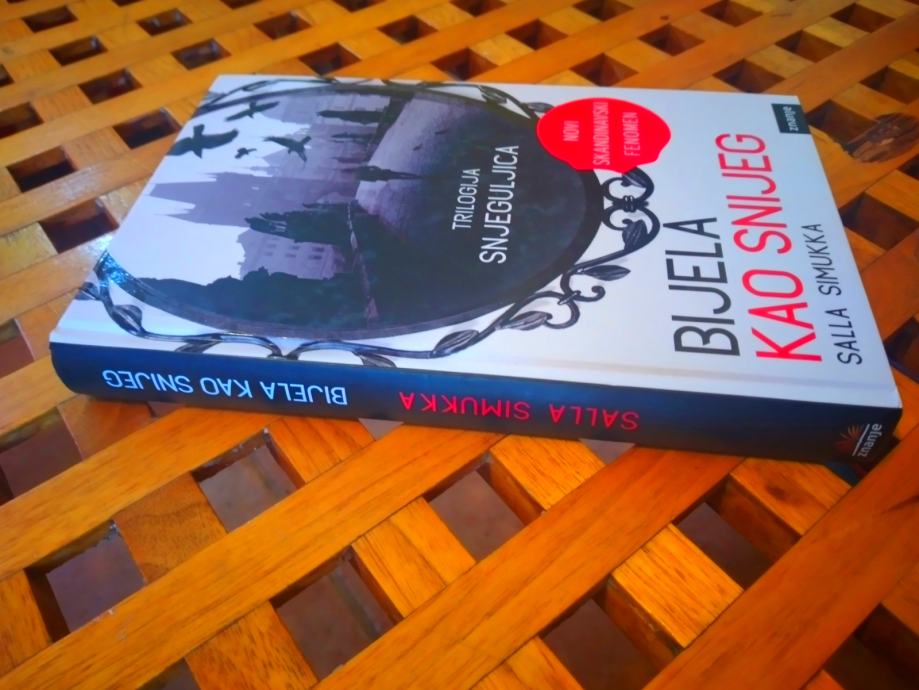 TRILOGIJA
SNJEGULJICA
NOVI
SKANDINAVSKI
FENOMEN
BIJELA
KAO SNIJEG
SALLA SIMUKKA
znanje
SALLA SIMUKKA
BIJELA KAO SNIJEG
znanje